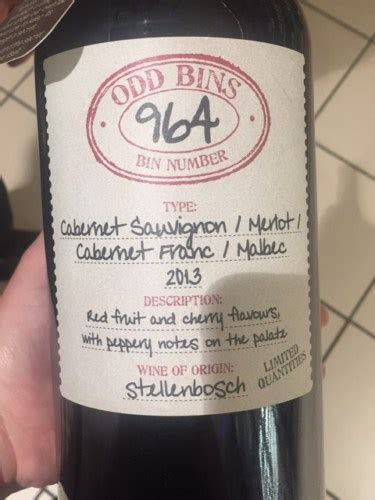 ODD BINS
964
BIN NUMBER
TYPE:
Cabernet Sauvignon / Merlot /
Cabernet Franc / Malbec
2013
DESCRIPTION:
Red fruit and cherry flavours,
with peppery notes on the palate
LIMITED
QUANTITIES
WINE OF ORIGIN:
Stellenbosch